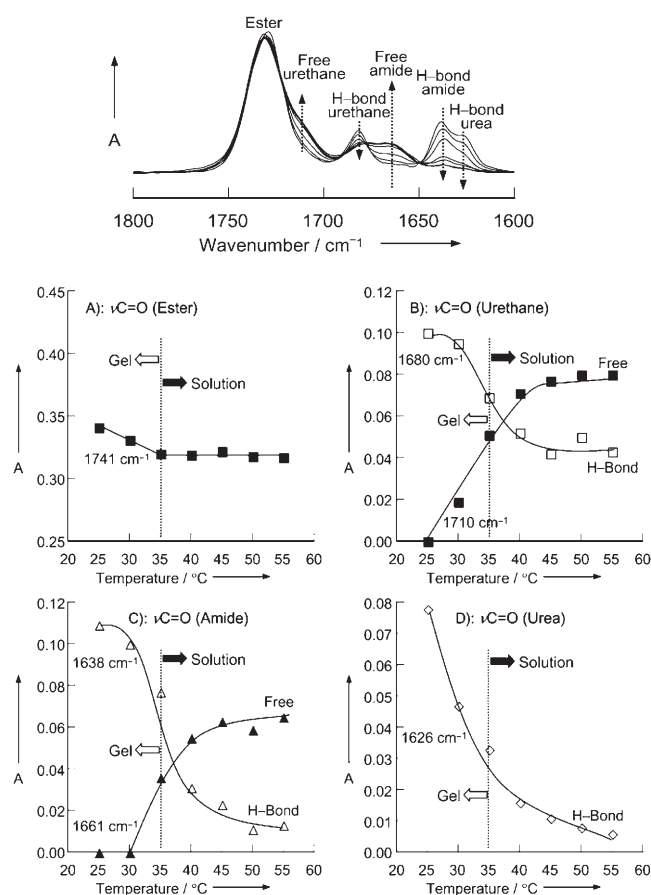 Ester
Free urethane
Free amide
H–bond urethane
H–bond amide
H–bond urea
A
1800 1750 1700 1650 1600
Wavenumber / cm⁻¹
A): νC=O (Ester)
0.45
0.40
0.35
0.30
0.25
A
Gel
Solution
1741 cm⁻¹
20 25 30 35 40 45 50 55 60
Temperature / °C
B): νC=O (Urethane)
0.12
0.10
0.08
0.06
0.04
0.02
0.00
A
1680 cm⁻¹
Solution
Free
Gel
H–Bond
1710 cm⁻¹
20 25 30 35 40 45 50 55 60
Temperature / °C
C): νC=O (Amide)
0.12
0.10
0.08
0.06
0.04
0.02
0.00
A
1638 cm⁻¹
Solution
Free
Gel
1661 cm⁻¹
H–Bond
20 25 30 35 40 45 50 55 60
Temperature / °C
D): νC=O (Urea)
0.08
0.07
0.06
0.05
0.04
0.03
0.02
0.01
0.00
A
Solution
1626 cm⁻¹
Gel
H–Bond
20 25 30 35 40 45 50 55 60
Temperature / °C